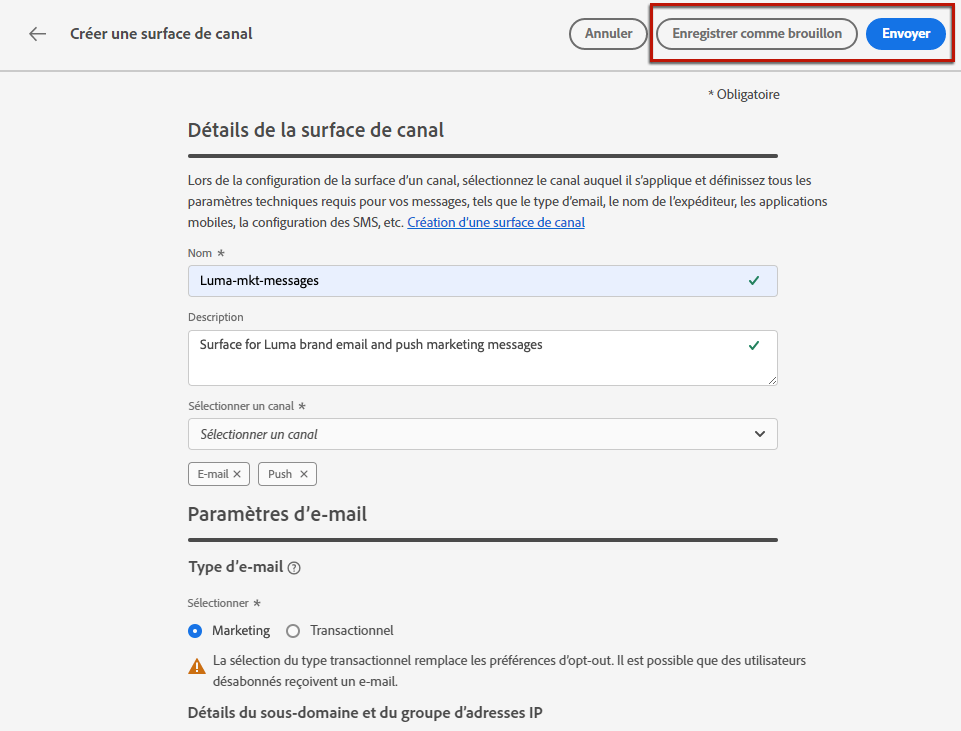 Créer une surface de canal
Annuler
Enregistrer comme brouillon
Envoyer
* Obligatoire
Détails de la surface de canal
Lors de la configuration de la surface d'un canal, sélectionnez le canal auquel il s'applique et définissez tous les
paramètres techniques requis pour vos messages, tels que le type d'email, le nom de l'expéditeur, les applications
mobiles, la configuration des SMS, etc. Création d'une surface de canal
Nom *
Luma-mkt-messages
Description
Surface for Luma brand email and push marketing messages
Sélectionner un canal *
Sélectionner un canal
E-mail ×
Push ×
Paramètres d'e-mail
Type d'e-mail ?
Sélectionner *
Marketing
Transactionnel
La sélection du type transactionnel remplace les préférences d'opt-out. Il est possible que des utilisateurs
désabonnés reçoivent un e-mail.
Détails du sous-domaine et du groupe d'adresses IP